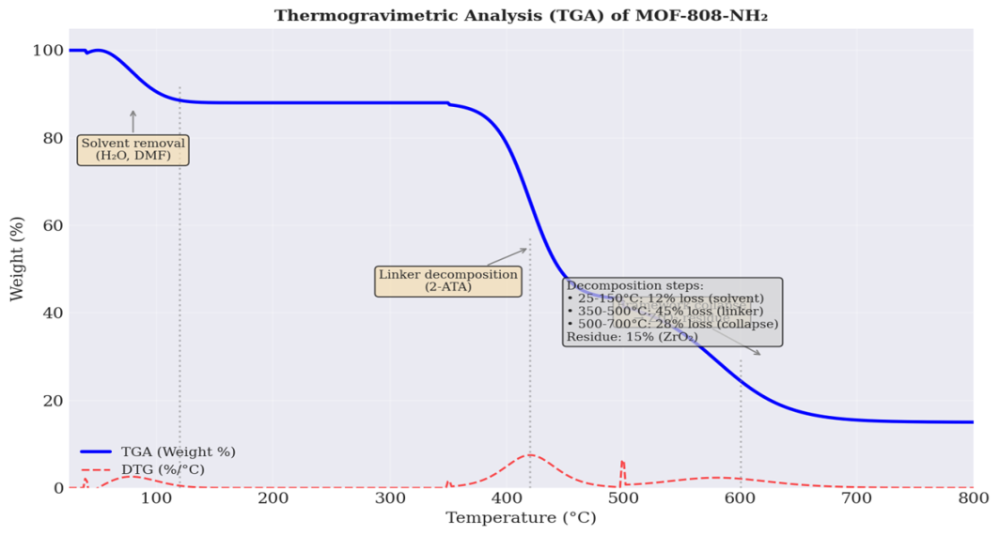 Thermogravimetric Analysis (TGA) of MOF-808-NH₂
Weight (%)
100
80
60
40
20
0
Solvent removal
(H₂O, DMF)
Linker decomposition
(2-ATA)
Decomposition steps:
• 25-150°C: 12% loss (solvent)
• 350-500°C: 45% loss (linker)
• 500-700°C: 28% loss (collapse)
Residue: 15% (ZrO₂)
TGA (Weight %)
DTG (%/°C)
100
200
300
400
500
600
700
800
Temperature (°C)